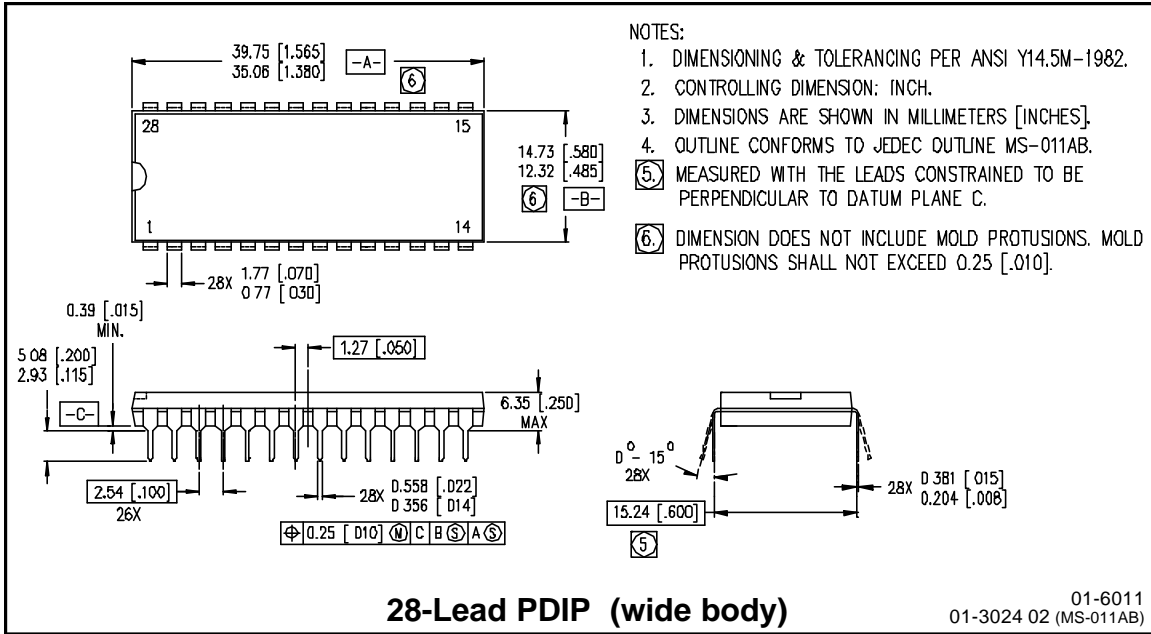 39.75 [1.565]
35.06 [1.380]
-A-
6
28
15
1
14
14.73 [.580]
12.32 [.485]
6
-B-
28X 1.77 [.070]
0 77 [ 030]
NOTES:
1. DIMENSIONING & TOLERANCING PER ANSI Y14.5M-1982.
2. CONTROLLING DIMENSION: INCH.
3. DIMENSIONS ARE SHOWN IN MILLIMETERS [INCHES].
4. OUTLINE CONFORMS TO JEDEC OUTLINE MS-011AB.
5. MEASURED WITH THE LEADS CONSTRAINED TO BE
PERPENDICULAR TO DATUM PLANE C.
6. DIMENSION DOES NOT INCLUDE MOLD PROTUSIONS. MOLD
PROTUSIONS SHALL NOT EXCEED 0.25 [.010].
0.39 [.015]
MIN.
5 08 [.200]
2.93 [.115]
-C-
1.27 [.050]
6.35 [.250]
MAX
2.54 [.100]
26X
28X 0.558 [.022]
0 356 [ 014]
⌖ 0.25 [ 010] Ⓜ C B Ⓢ A Ⓢ
0° - 15°
28X
28X 0 381 [ 015]
0.204 [.008]
15.24 [.600]
5
28-Lead PDIP (wide body)
01-6011
01-3024 02 (MS-011AB)